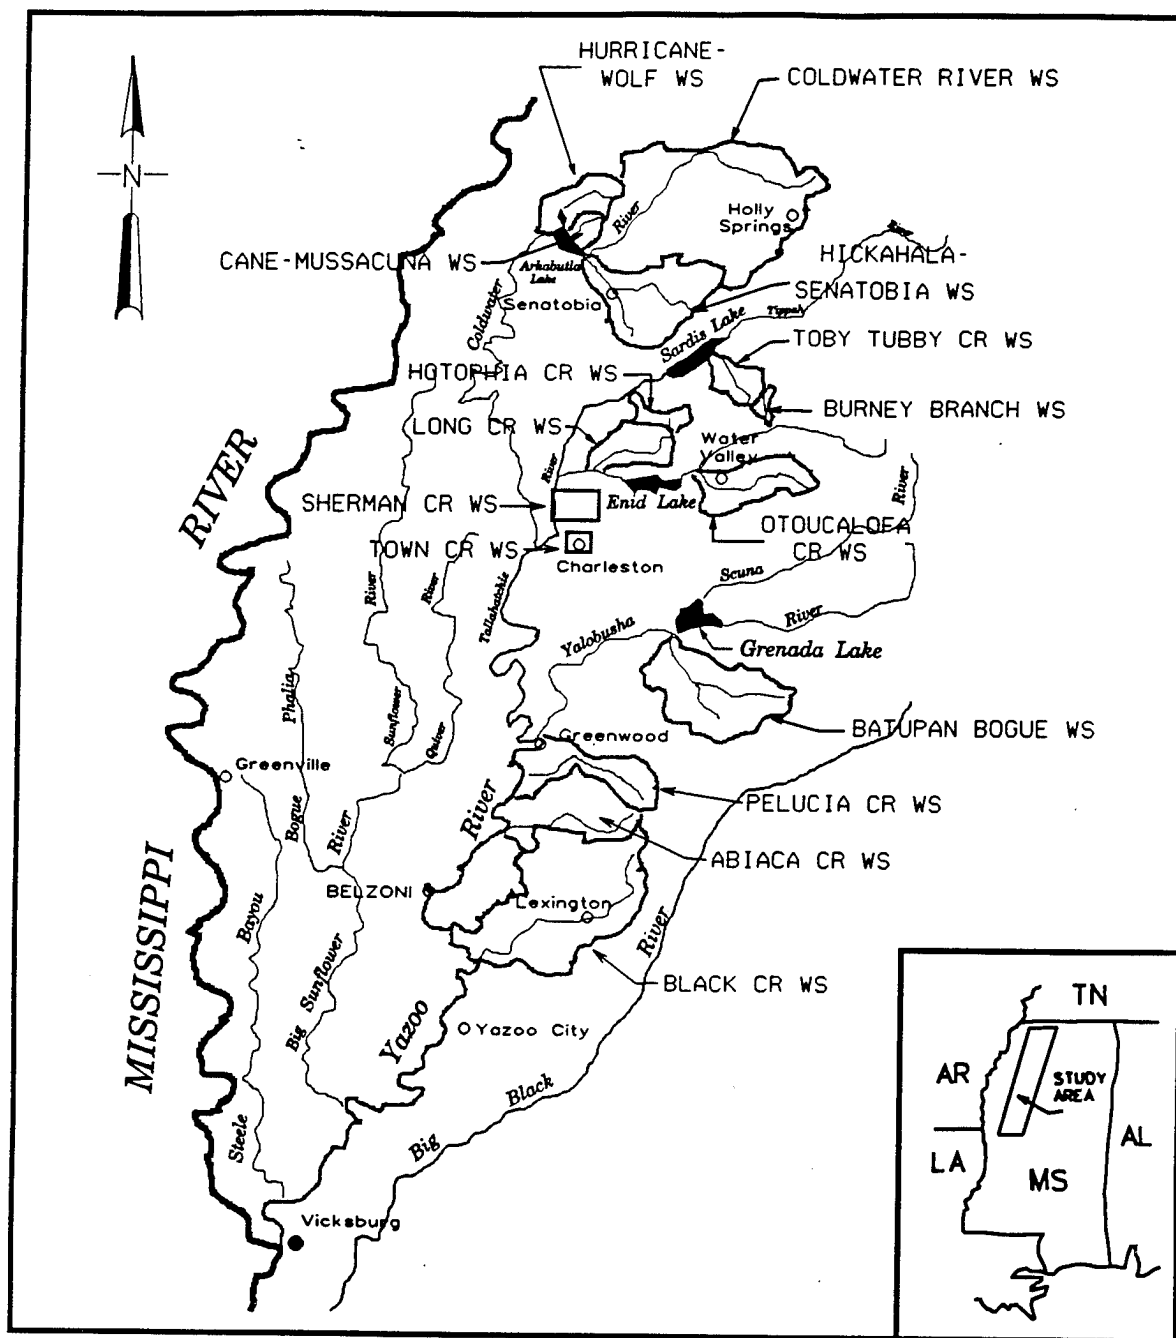 HURRICANE-
WOLF WS
COLDWATER RIVER WS
N
River
Holly
Springs
River
CANE-MUSSACUNA WS
Arkabutla
Lake
HICKAHALA-
SENATOBIA WS
Senatobia
Coldwater
Sardis Lake
Tippah
TOBY TUBBY CR WS
HOTOPHIA CR WS
BURNEY BRANCH WS
LONG CR WS
Water
Valley
River
River
SHERMAN CR WS
Enid Lake
OTOUCALOFA
CR WS
TOWN CR WS
Charleston
MISSISSIPPI RIVER
Scuna
River
River
River
Tallahatchie
Yalobusha
Grenada Lake
Phalia
Sunflower
Quiver
BATUPAN BOGUE WS
Greenwood
Greenville
PELUCIA CR WS
Bogue
River
River
ABIACA CR WS
BELZONI
Lexington
Bayou
River
Big Sunflower
BLACK CR WS
Yazoo
Yazoo City
Big Black
Steele
Vicksburg
TN
AR
STUDY
AREA
AL
LA
MS